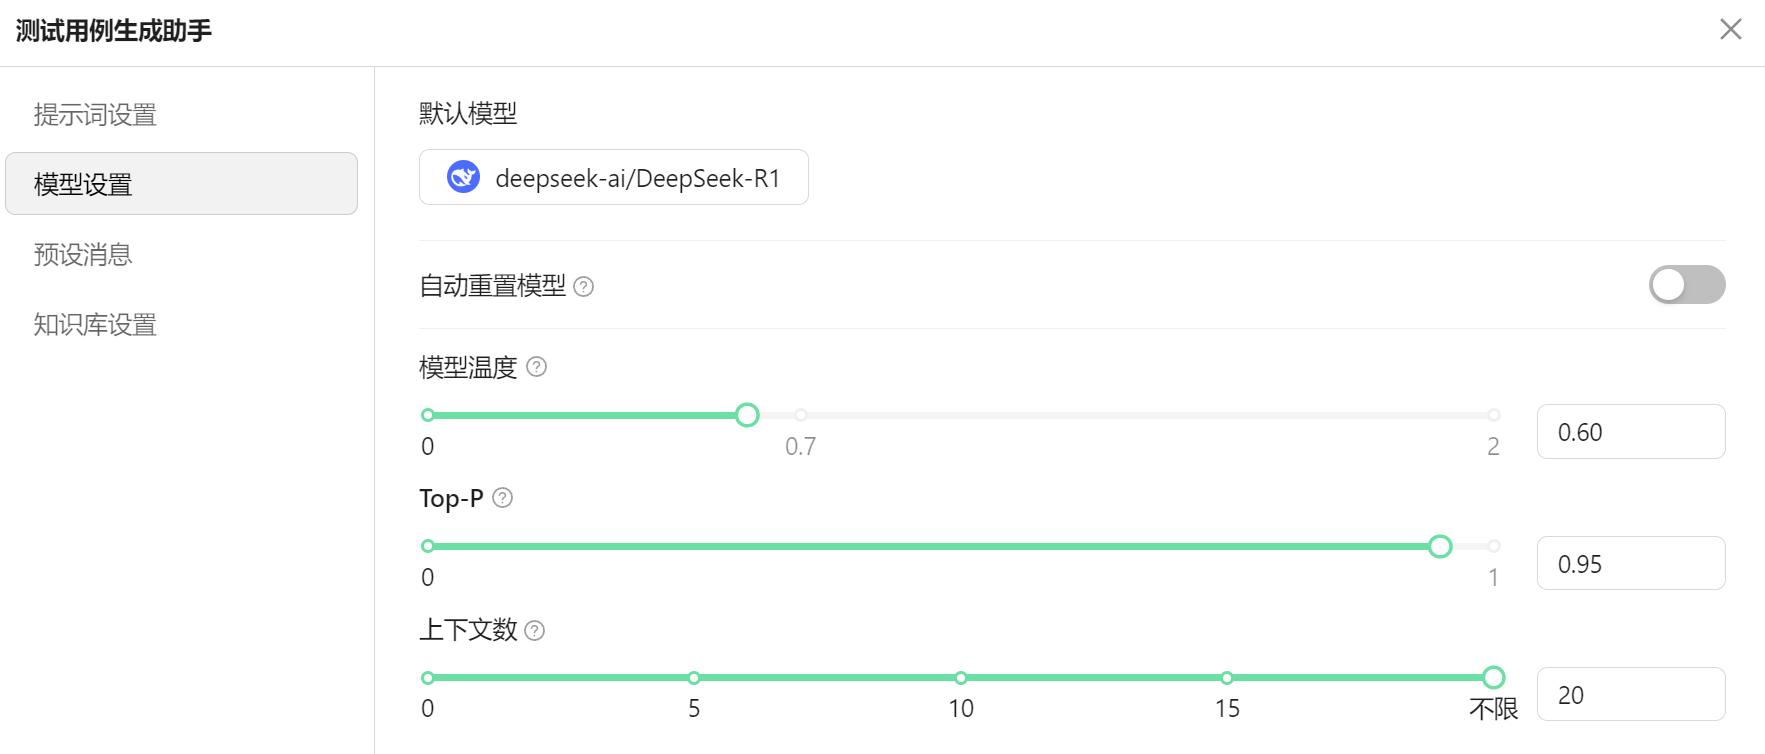 测试用例生成助手
提示词设置
模型设置
预设消息
知识库设置
默认模型
deepseek-ai/DeepSeek-R1
自动重置模型 ?
模型温度 ?
0 0.7 2 0.60
Top-P ?
0 1 0.95
上下文数 ?
0 5 10 15 不限 20